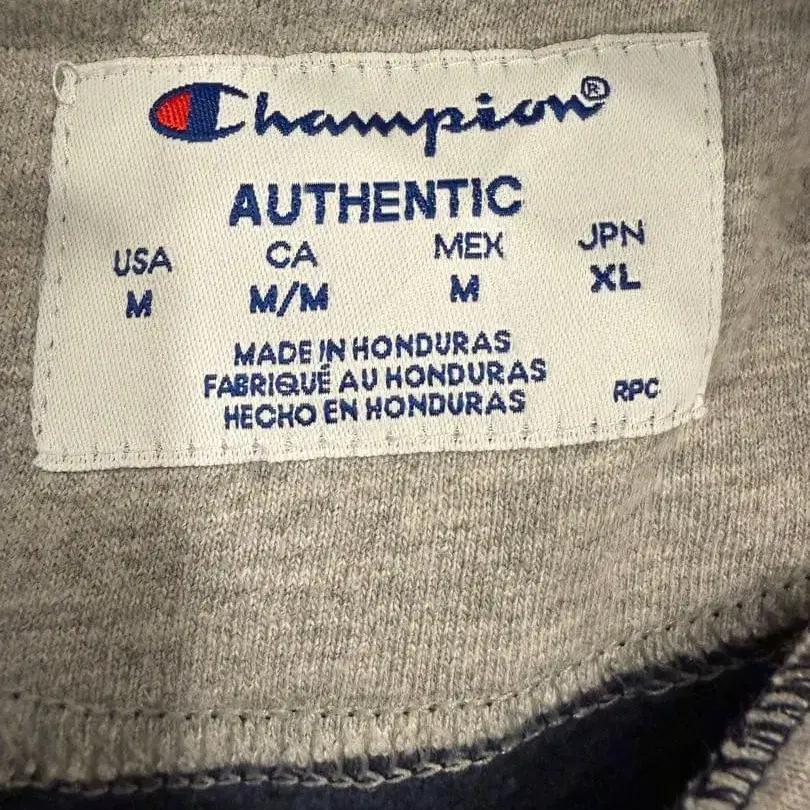 Champion®
AUTHENTIC
USA CA MEX JPN
M M/M M XL
MADE IN HONDURAS
FABRIQUÉ AU HONDURAS
HECHO EN HONDURAS RPC